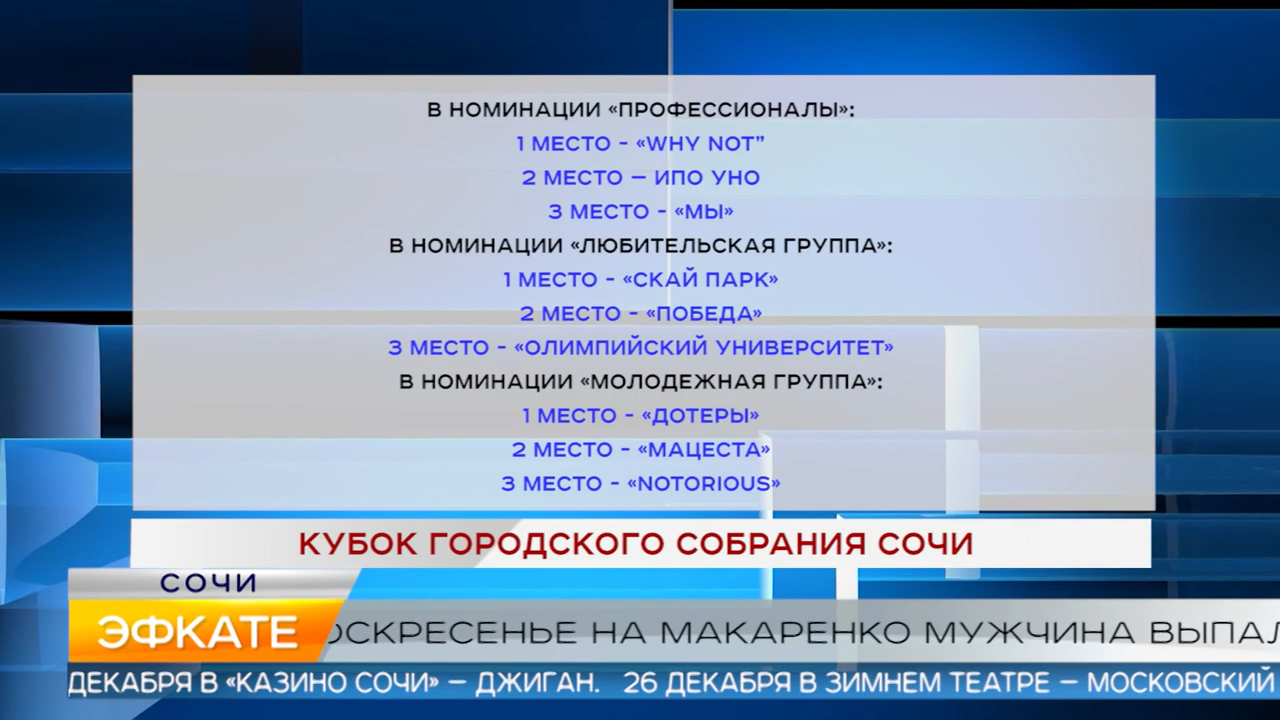 В НОМИНАЦИИ «ПРОФЕССИОНАЛЫ»:
1 МЕСТО - «WHY NOT"
2 МЕСТО – ИПО УНО
3 МЕСТО - «МЫ»
В НОМИНАЦИИ «ЛЮБИТЕЛЬСКАЯ ГРУППА»:
1 МЕСТО - «СКАЙ ПАРК»
2 МЕСТО - «ПОБЕДА»
3 МЕСТО - «ОЛИМПИЙСКИЙ УНИВЕРСИТЕТ»
В НОМИНАЦИИ «МОЛОДЕЖНАЯ ГРУППА»:
1 МЕСТО - «ДОТЕРЫ»
2 МЕСТО - «МАЦЕСТА»
3 МЕСТО - «NOTORIOUS»
КУБОК ГОРОДСКОГО СОБРАНИЯ СОЧИ
СОЧИ
ЭФКАТЕ
ОСКРЕСЕНЬЕ НА МАКАРЕНКО МУЖЧИНА ВЫПАЛ
ДЕКАБРЯ В «КАЗИНО СОЧИ» – ДЖИГАН. 26 ДЕКАБРЯ В ЗИМНЕМ ТЕАТРЕ – МОСКОВСКИЙ